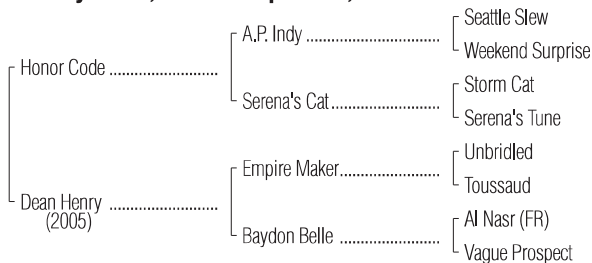 Seattle Slew
A.P. Indy ..........................
Weekend Surprise
Honor Code ..........................
Storm Cat
Serena's Cat..........................
Serena's Tune
Unbridled
Empire Maker..........................
Toussaud
Dean Henry ..........................
(2005)
Al Nasr (FR)
Baydon Belle ..........................
Vague Prospect